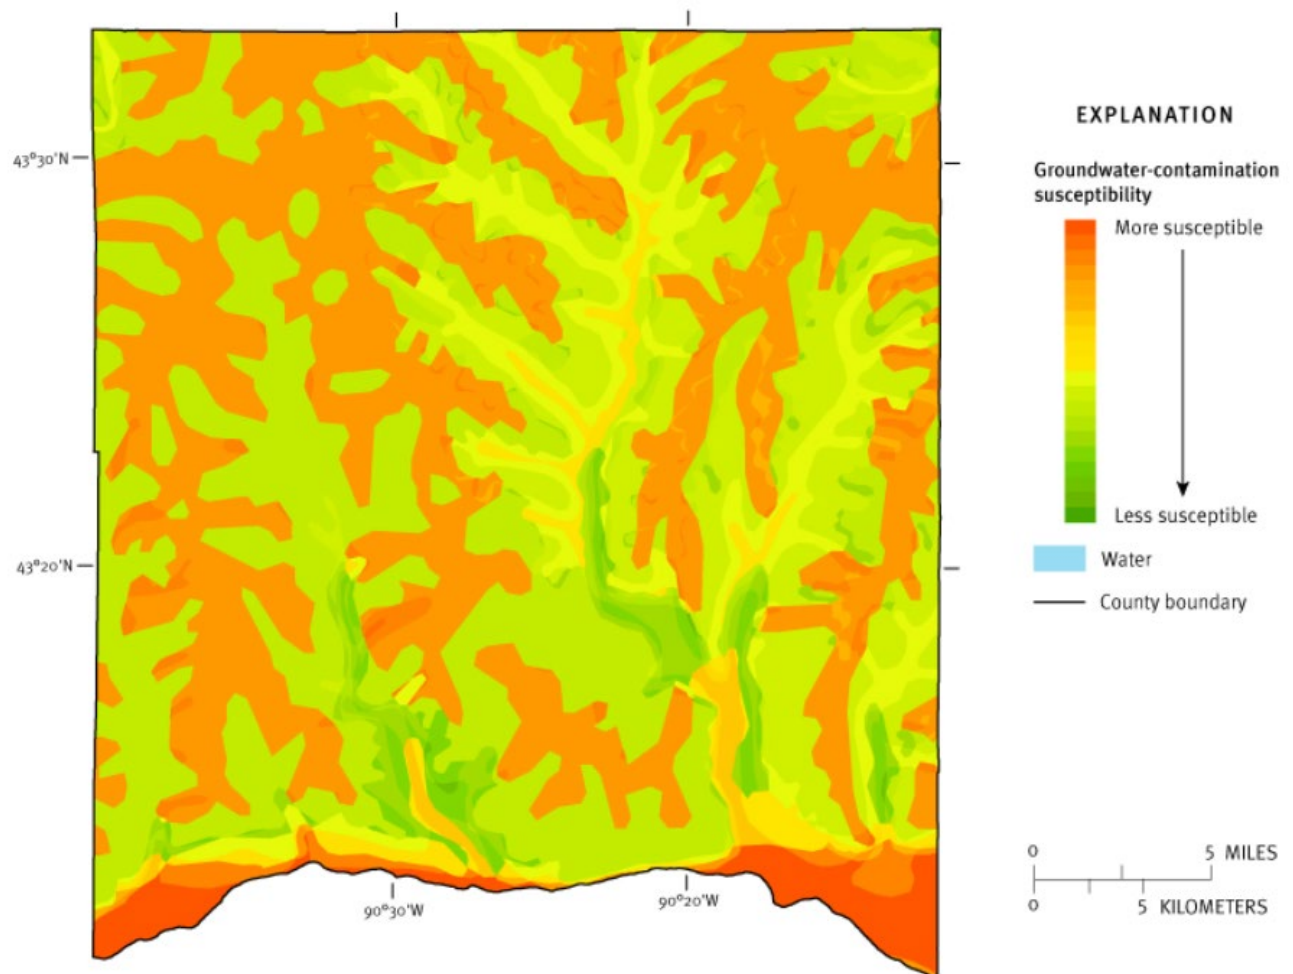 EXPLANATION
43°30'N
Groundwater-contamination
susceptibility
More susceptible
Less susceptible
43°20'N
Water
County boundary
0 5 MILES
90°30'W
90°20'W
0 5 KILOMETERS